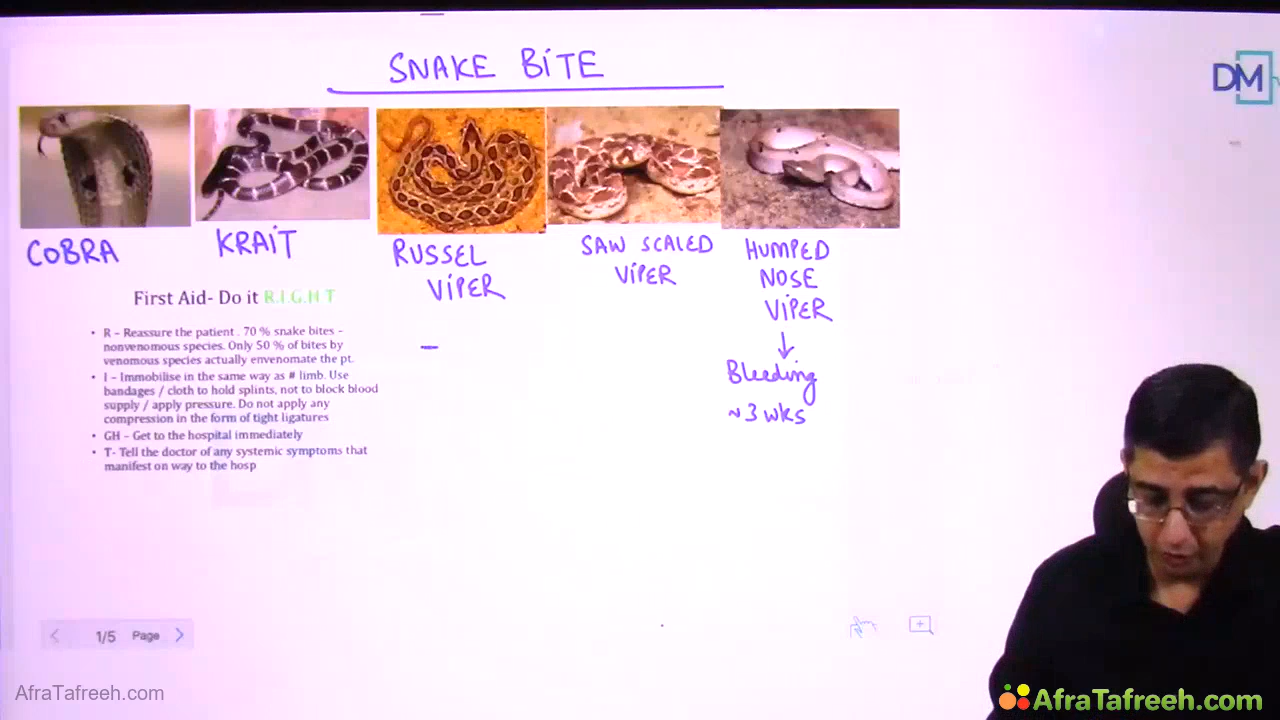 SNAKE BITE
DM
COBRA
KRAIT
RUSSEL
VIPER
SAW SCALED
VIPER
HUMPED
NOSE
VIPER
Bleeding
~3 wks
First Aid- Do it R.I.G.H T
• R – Reassure the patient . 70 % snake bites –
nonvenomous species. Only 50 % of bites by
venomous species actually envenomate the pt.
• I – Immobilise in the same way as # limb. Use
bandages / cloth to hold splints, not to block blood
supply / apply pressure. Do not apply any
compression in the form of tight ligatures
• GH – Get to the hospital immediately
• T- Tell the doctor of any systemic symptoms that
manifest on way to the hosp
1/5 Page
AfraTafreeh.com
AfraTafreeh.com